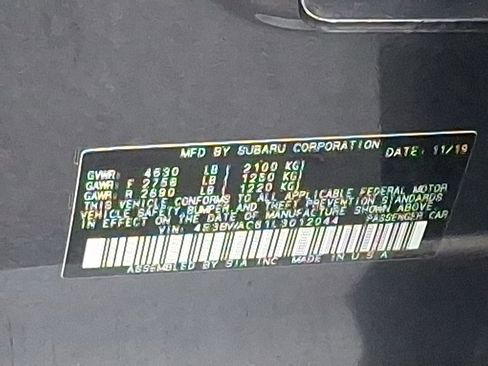 MFD BY SUBARU CORPORATION DATE: 11/19
GVWR: 4630 LB ( 2100 KG)
GAWR: F 2756 LB ( 1250 KG)
GAWR: R 2690 LB ( 1220 KG)
THIS VEHICLE CONFORMS TO ALL APPLICABLE FEDERAL MOTOR
VEHICLE SAFETY, BUMPER AND THEFT PREVENTION STANDARDS
IN EFFECT ON THE DATE OF MANUFACTURE SHOWN ABOVE
VIN: PASSENGER CAR
ASSEMBLED BY SIA INC MADE IN U S A